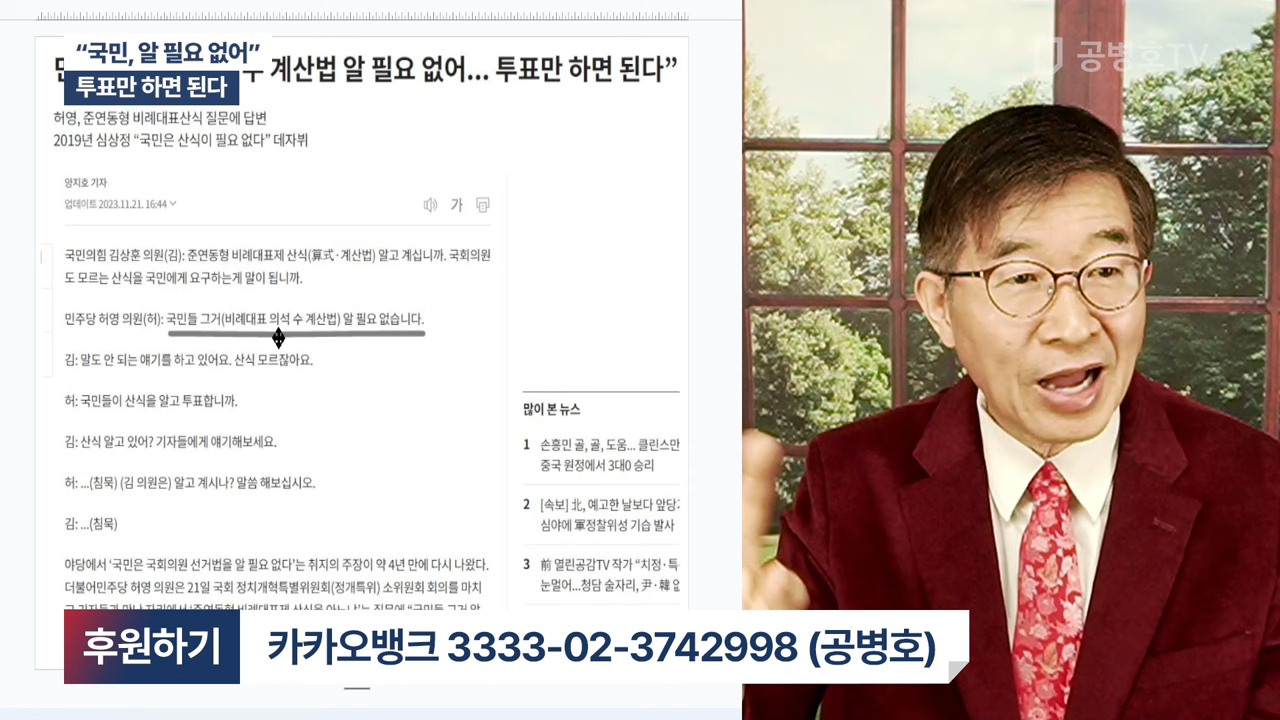 “국민, 알 필요 없어”
투표만 하면 된다
수 계산법 알 필요 없어... 투표만 하면 된다”
허영, 준연동형 비례대표산식 질문에 답변
2019년 심상정 “국민은 산식이 필요 없다” 데자뷔
양지호 기자
업데이트 2023.11.21. 16:44
가
국민의힘 김상훈 의원(김): 준연동형 비례대표제 산식(算式·계산법) 알고 계십니까. 국회의원
도 모르는 산식을 국민에게 요구하는게 말이 됩니까.
민주당 허영 의원(허): 국민들 그거(비례대표 의석 수 계산법) 알 필요 없습니다.
김: 말도 안 되는 얘기를 하고 있어요. 산식 모르잖아요.
허: 국민들이 산식을 알고 투표합니까.
김: 산식 알고 있어? 기자들에게 얘기해보세요.
허: ...(침묵) (김 의원은) 알고 계시나? 말씀 해보십시오.
김: ...(침묵)
야당에서 ‘국민은 국회의원 선거법을 알 필요 없다’는 취지의 주장이 약 4년 만에 다시 나왔다.
더불어민주당 허영 의원은 21일 국회 정치개혁특별위원회(정개특위) 소위원회 회의를 마치
많이 본 뉴스
1 손흥민 골, 골, 도움... 클린스만
중국 원정에서 3대0 승리
2 [속보] 北, 예고한 날보다 앞당겨
심야에 軍정찰위성 기습 발사
3 前 열린공감TV 작가 “치정·특
눈멀어...청담 술자리, 尹·韓 없
공병호TV
후원하기
카카오뱅크 3333-02-3742998 (공병호)